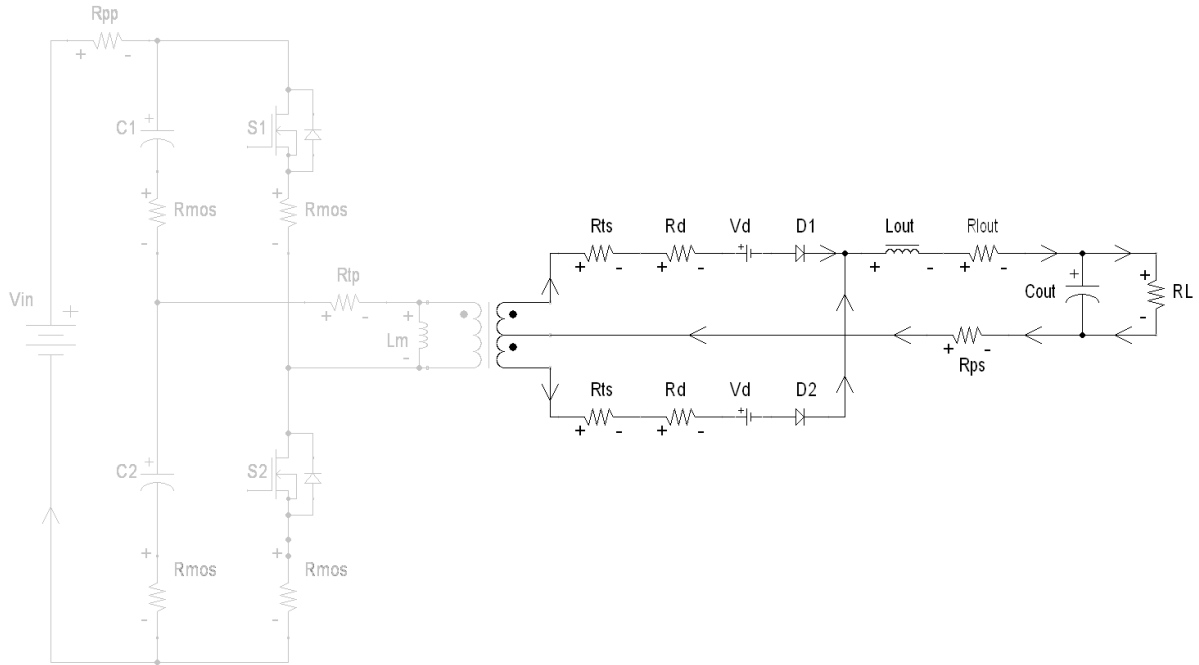 Rpp
+ -
C1
+
S1
+
Rmos
-
+
Rmos
-
Rts
Rd
Vd
D1
Lout
Rlout
+ -
+ -
+
+ -
+ -
Vin
+
Rtp
+ -
+
Lm
-
Cout
+
+
RL
-
Rps
+ -
Rts
Rd
Vd
D2
+ -
+ -
+
C2
+
S2
+
Rmos
-
+
Rmos
-